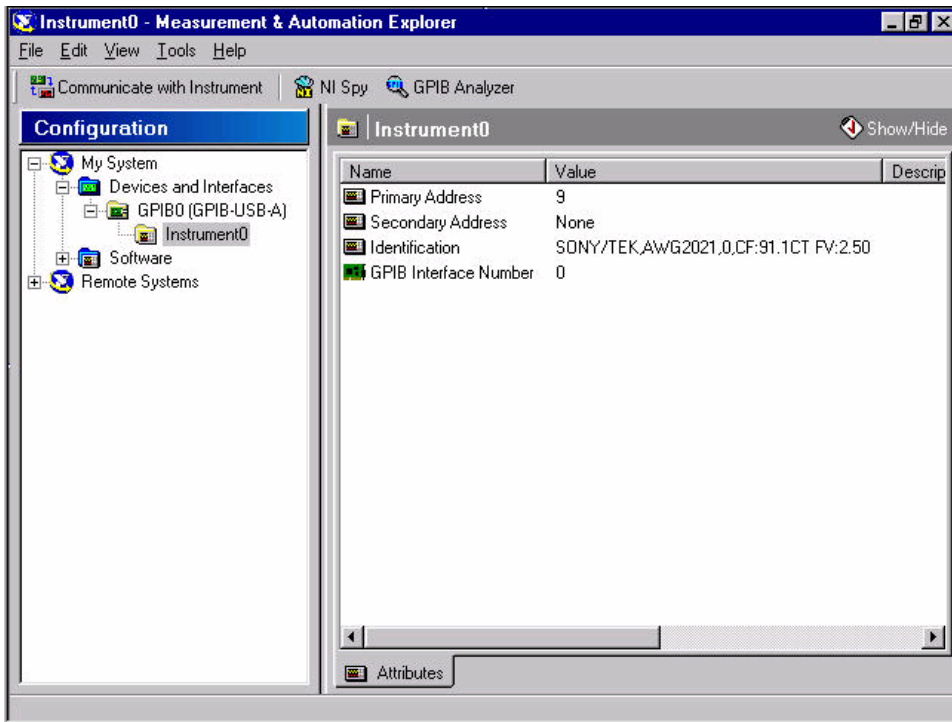 Instrument0 - Measurement & Automation Explorer
File Edit View Tools Help
Communicate with Instrument NI Spy GPIB Analyzer
Configuration
My System
Devices and Interfaces
GPIB0 (GPIB-USB-A)
Instrument0
Software
Remote Systems
Instrument0 Show/Hide
Name Value Descrip
Primary Address 9
Secondary Address None
Identification SONY/TEK,AWG2021,0,CF:91.1CT FV:2.50
GPIB Interface Number 0
Attributes